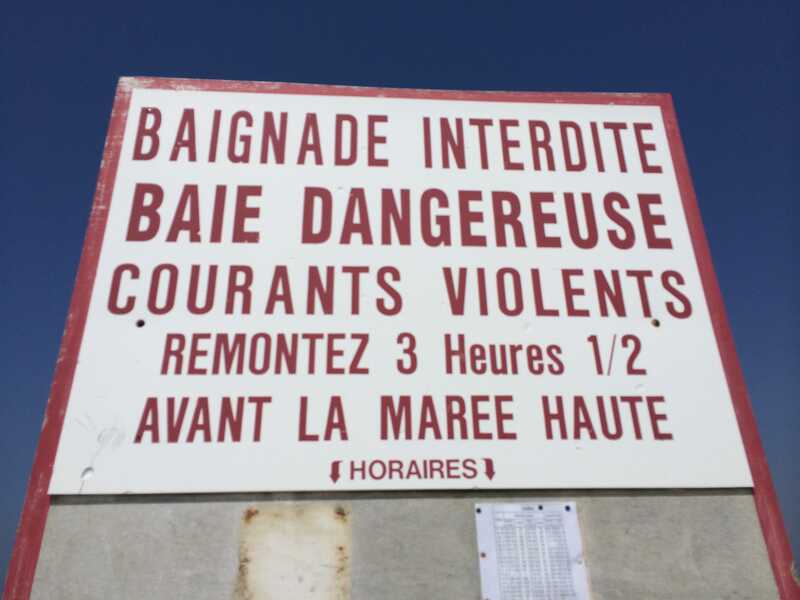 BAIGNADE INTERDITE
BAIE DANGEREUSE
COURANTS VIOLENTS
REMONTEZ 3 Heures 1/2
AVANT LA MAREE HAUTE
HORAIRES